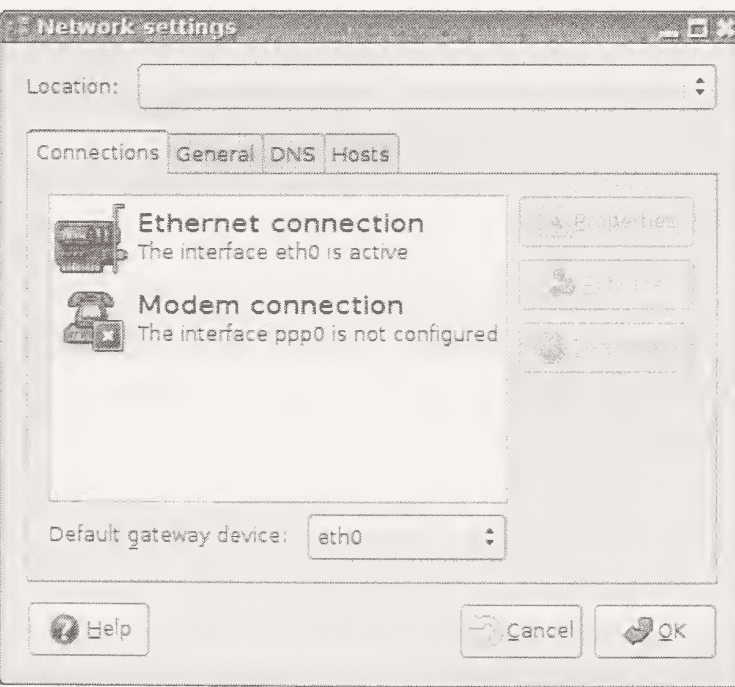 Network settings
Location:
Connections General DNS Hosts
Ethernet connection
The interface eth0 is active
Properties
Modem connection
The interface ppp0 is not configured
Default gateway device: eth0
Help Cancel OK